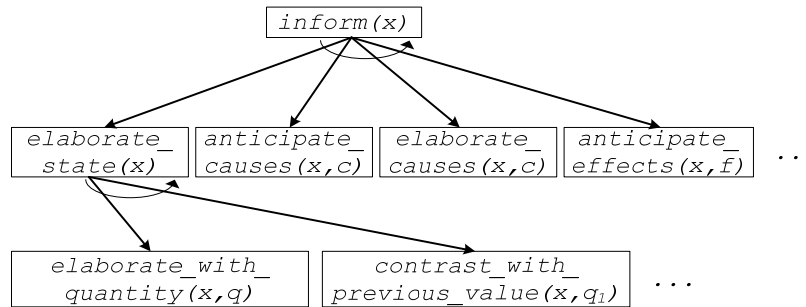 inform(x)
elaborate_
state(x)
anticipate_
causes(x,c)
elaborate_
causes(x,c)
anticipate_
effects(x,f)
..
elaborate_with_
quantity(x,q)
contrast_with_
previous_value(x,q₁)
...